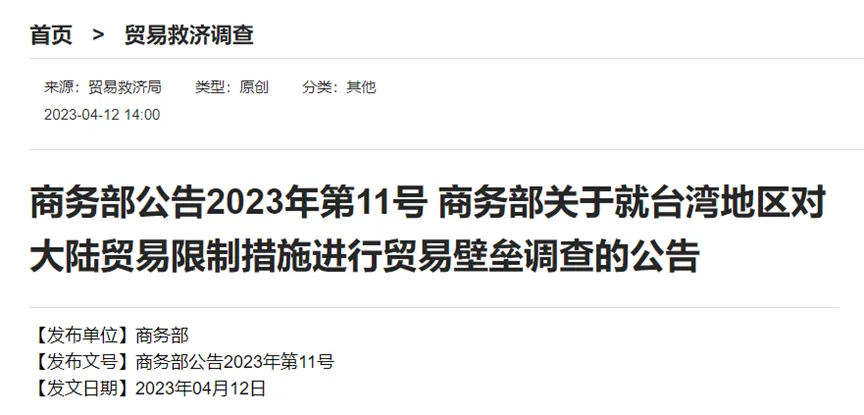 首页 > 贸易救济调查
来源：贸易救济局 类型：原创 分类：其他
2023-04-12 14:00
商务部公告2023年第11号 商务部关于就台湾地区对
大陆贸易限制措施进行贸易壁垒调查的公告
【发布单位】商务部
【发布文号】商务部公告2023年第11号
【发文日期】2023年04月12日